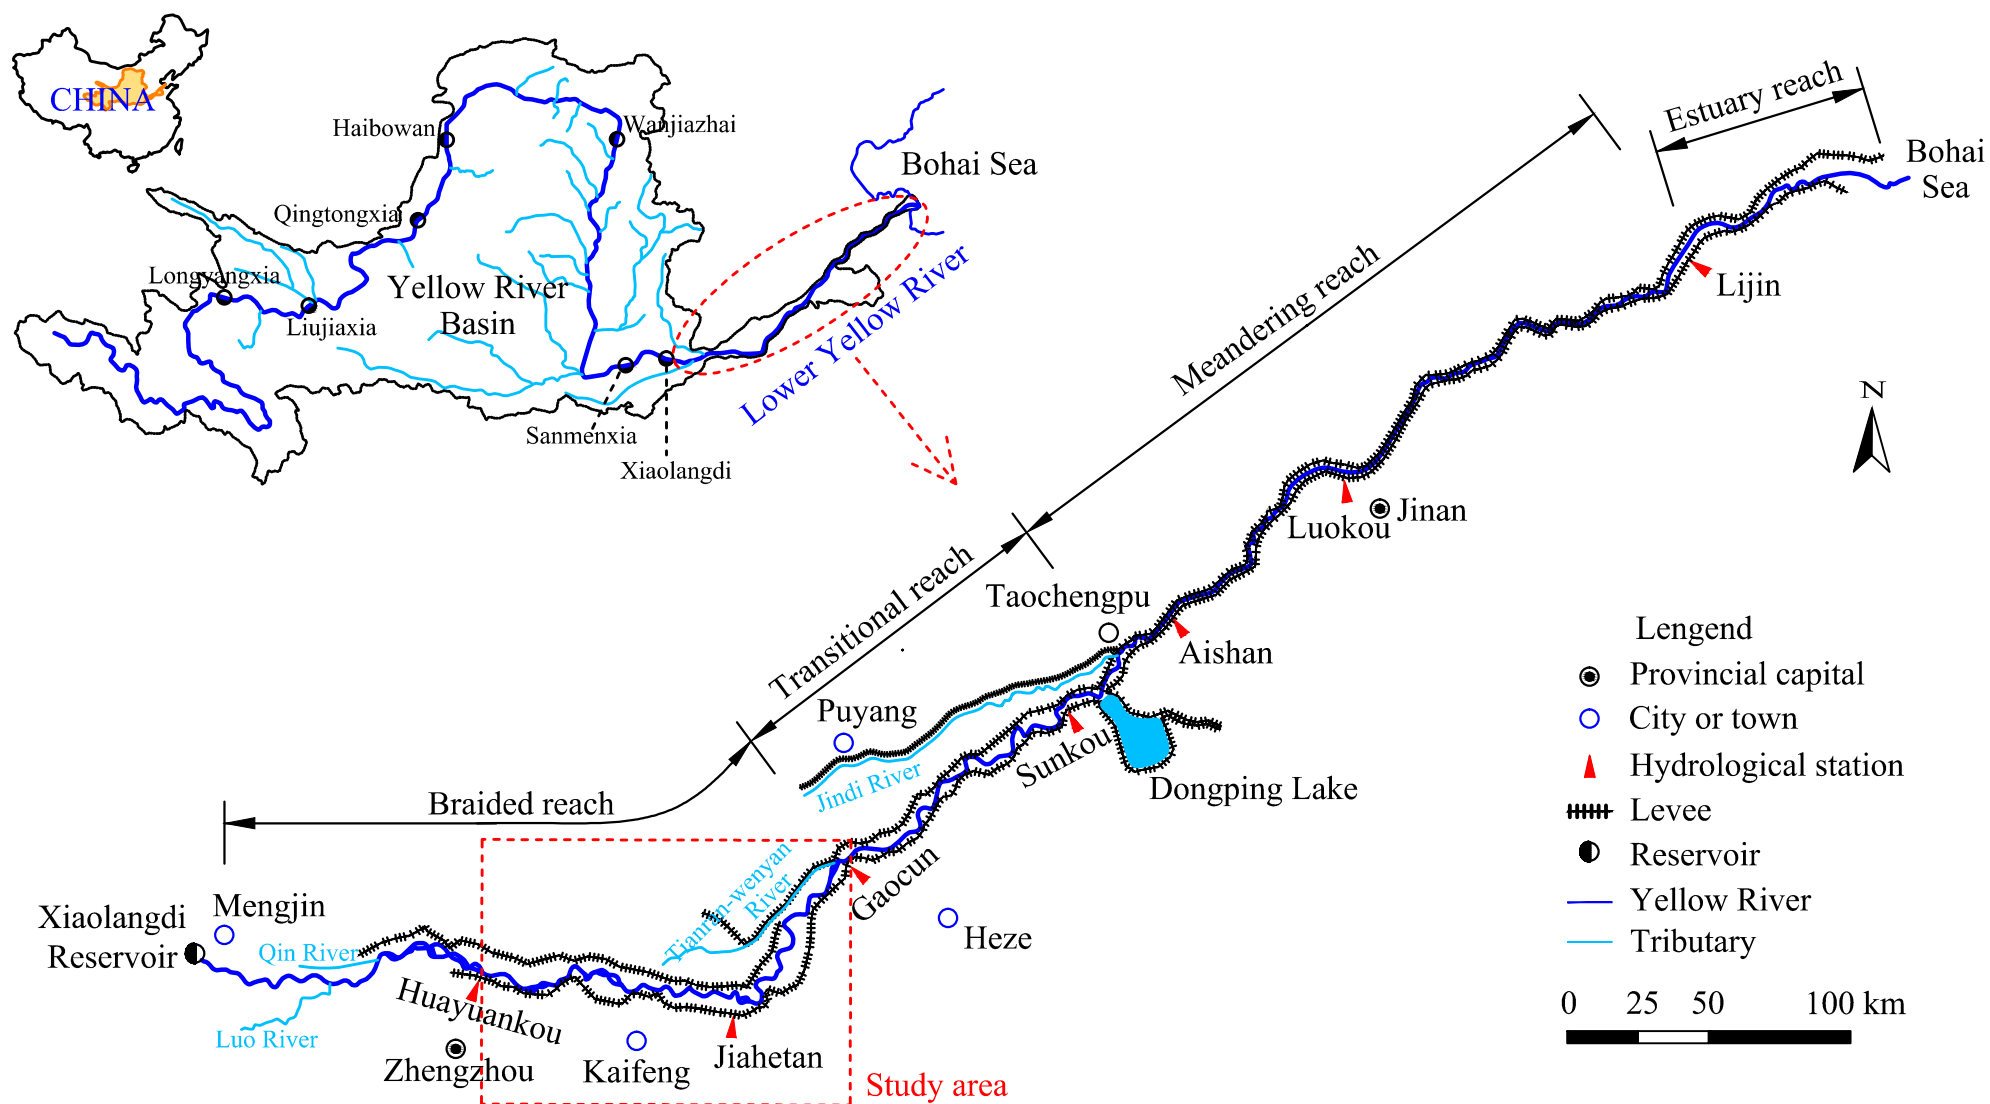 CHINA
Haibowan
Wanjiazhai
Qingtongxia
Longyangxia
Liujiaxia
Yellow River
Basin
Sanmenxia
Xiaolangdi
Bohai Sea
Lower Yellow River
Estuary reach
Bohai
Sea
Meandering reach
Lijin
N
Luokou
Jinan
Transitional reach
Taochengpu
Aishan
Puyang
Jindi River
Sunkou
Dongping Lake
Braided reach
Tianran-wenyan
River
Gaocun
Heze
Xiaolangdi
Reservoir
Mengjin
Qin River
Luo River
Huayuankou
Zhengzhou
Kaifeng
Jiahetan
Study area
Lengend
Provincial capital
City or town
Hydrological station
Levee
Reservoir
Yellow River
Tributary
0 25 50 100 km